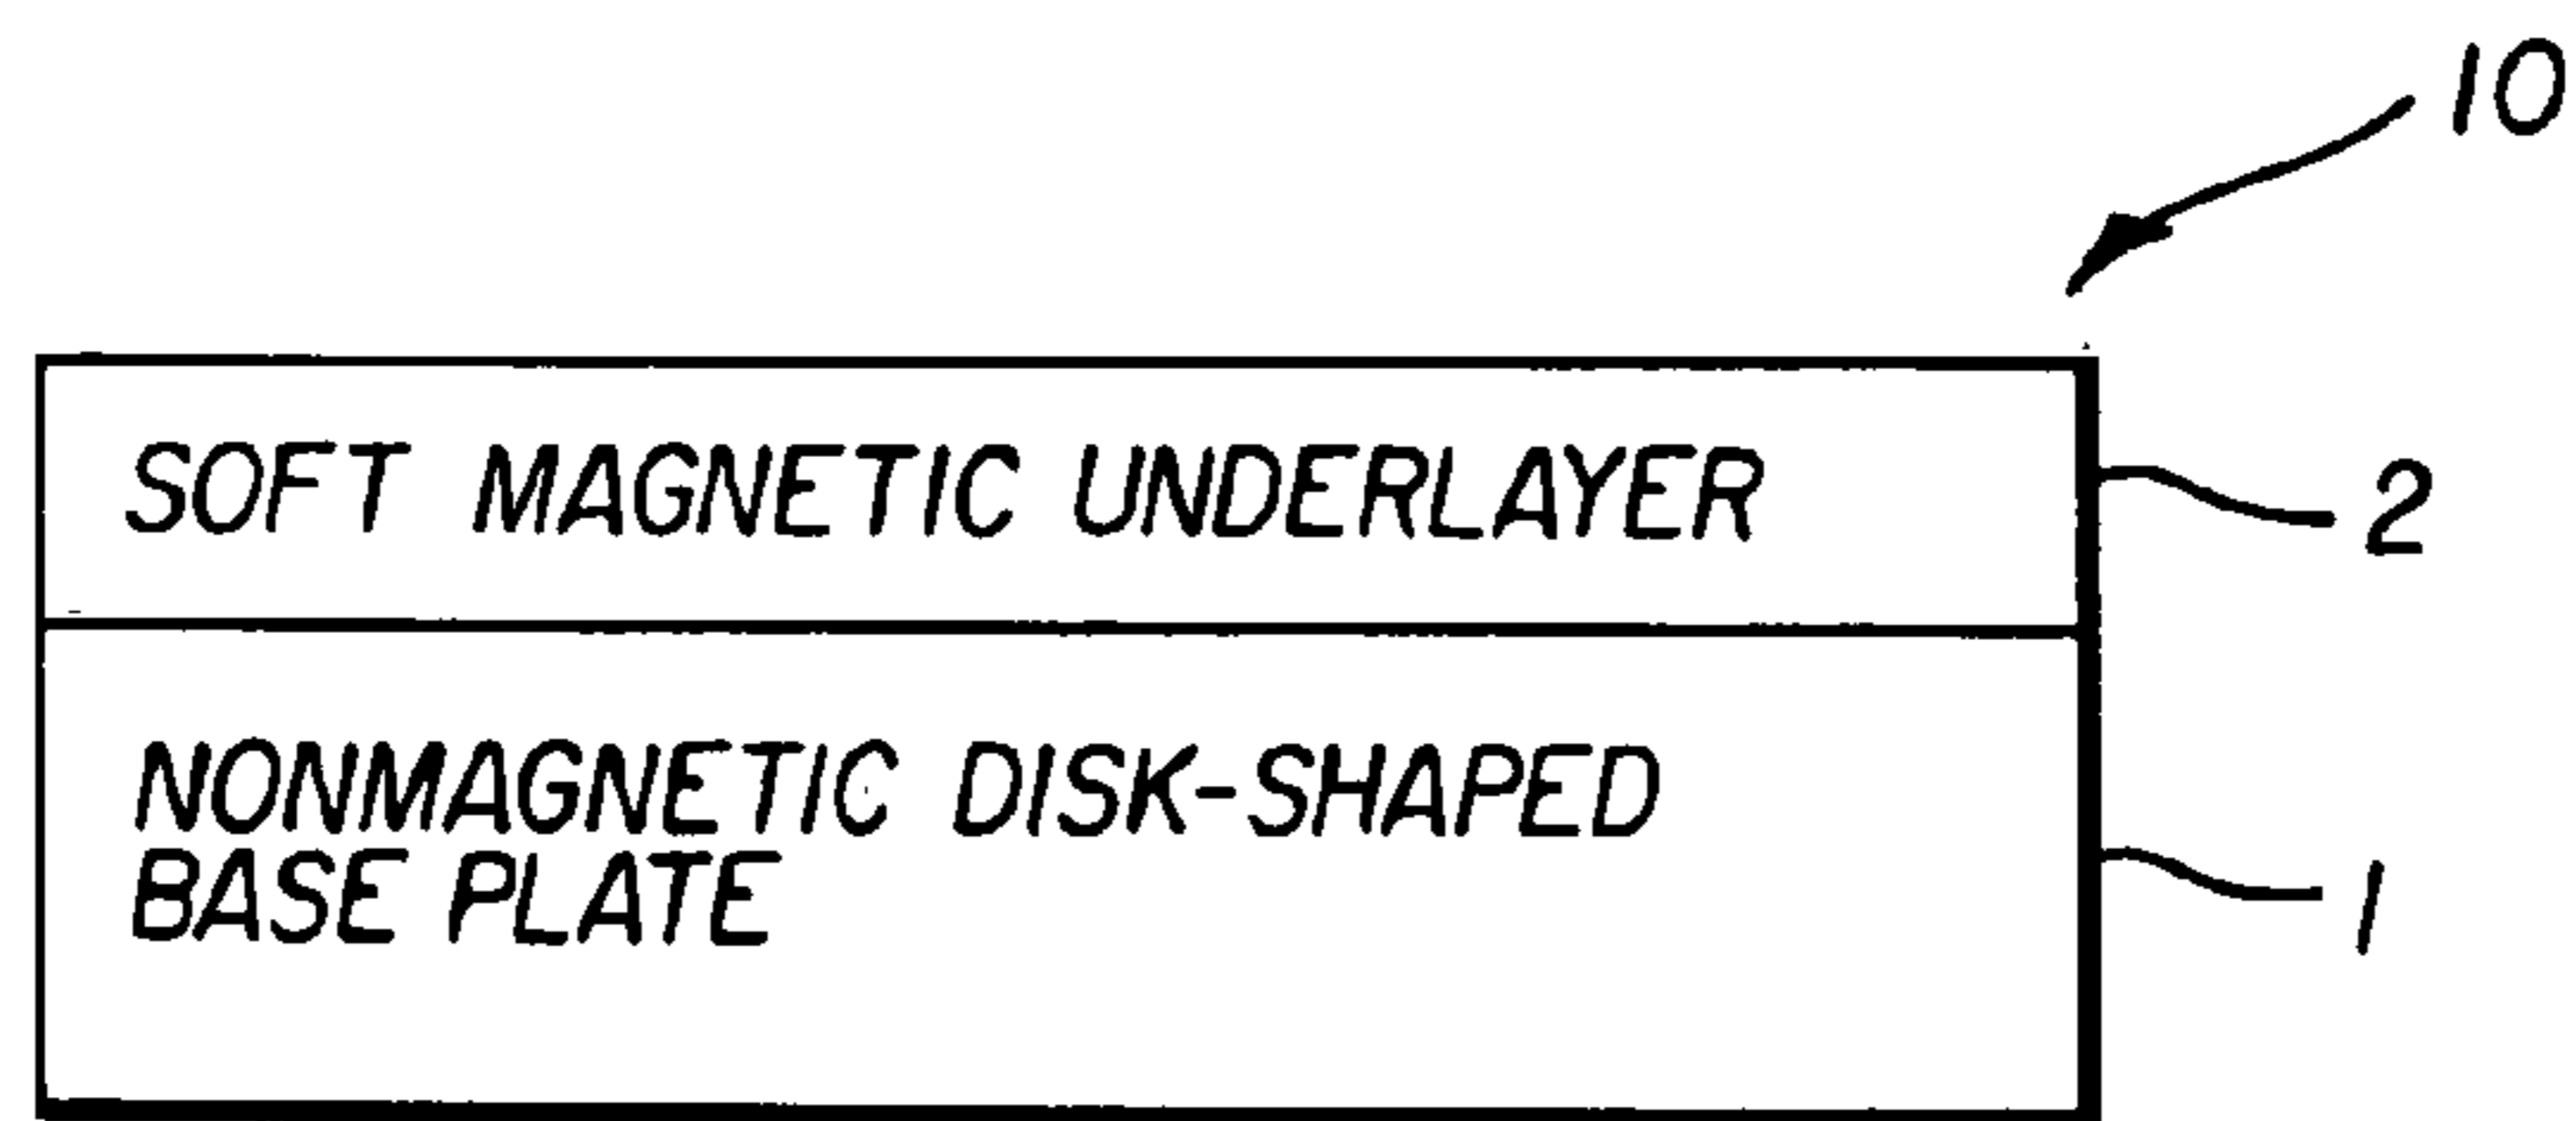 10
SOFT MAGNETIC UNDERLAYER
2
NONMAGNETIC DISK-SHAPED
BASE PLATE
1